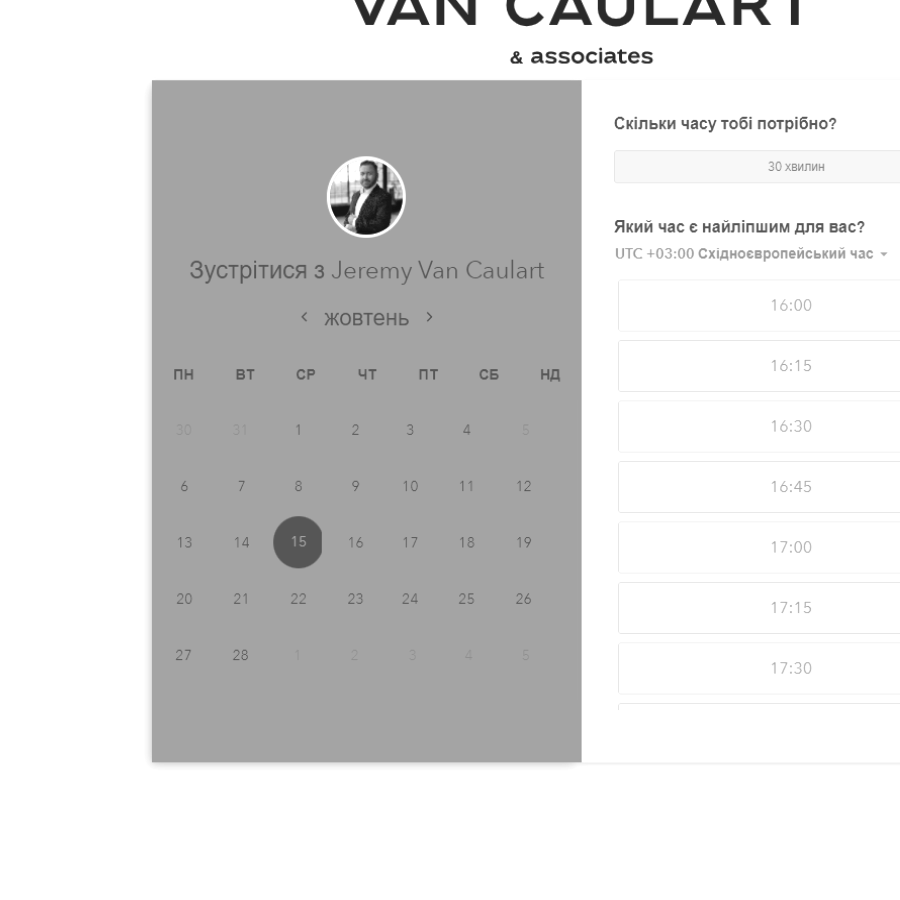 VAN CAULART
& associates
Зустрітися з Jeremy Van Caulart
жовтень
ПН ВТ СР ЧТ ПТ СБ НД
30 31 1 2 3 4 5
6 7 8 9 10 11 12
13 14 15 16 17 18 19
20 21 22 23 24 25 26
27 28 1 2 3 4 5
Скільки часу тобі потрібно?
30 хвилин
Який час є найліпшим для вас?
UTC +03:00 Східноєвропейський час
16:00
16:15
16:30
16:45
17:00
17:15
17:30